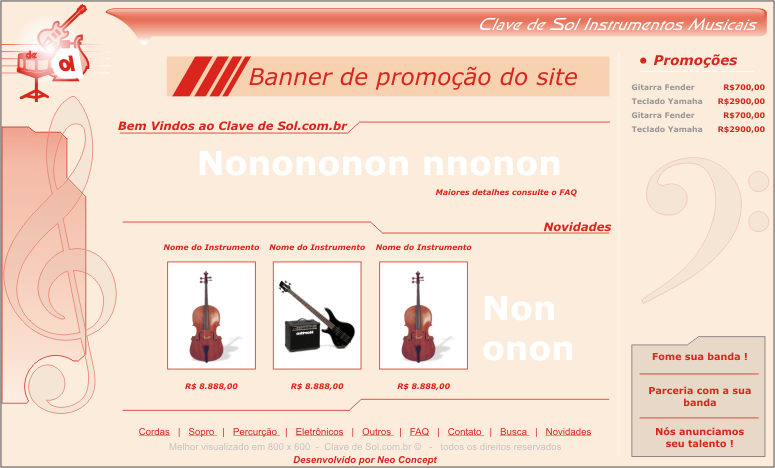 de
ol
Clave de Sol Instrumentos Musicais
Banner de promoção do site
• Promoções
Gitarra Fender R$700,00
Teclado Yamaha R$2900,00
Gitarra Fender R$700,00
Teclado Yamaha R$2900,00
Bem Vindos ao Clave de Sol.com.br
Nonononon nnonon
Maiores detalhes consulte o FAQ
Novidades
Nome do Instrumento Nome do Instrumento Nome do Instrumento
Non
onon
R$ 8.888,00 R$ 8.888,00 R$ 8.888,00
Fome sua banda !
Parceria com a sua
banda
Nós anunciamos
seu talento !
Cordas | Sopro | Percurção | Eletrônicos | Outros | FAQ | Contato | Busca | Novidades
Melhor visualizado em 800 x 600 - Clave de Sol.com.br © - todos os direitos reservados
Desenvolvido por Neo Concept